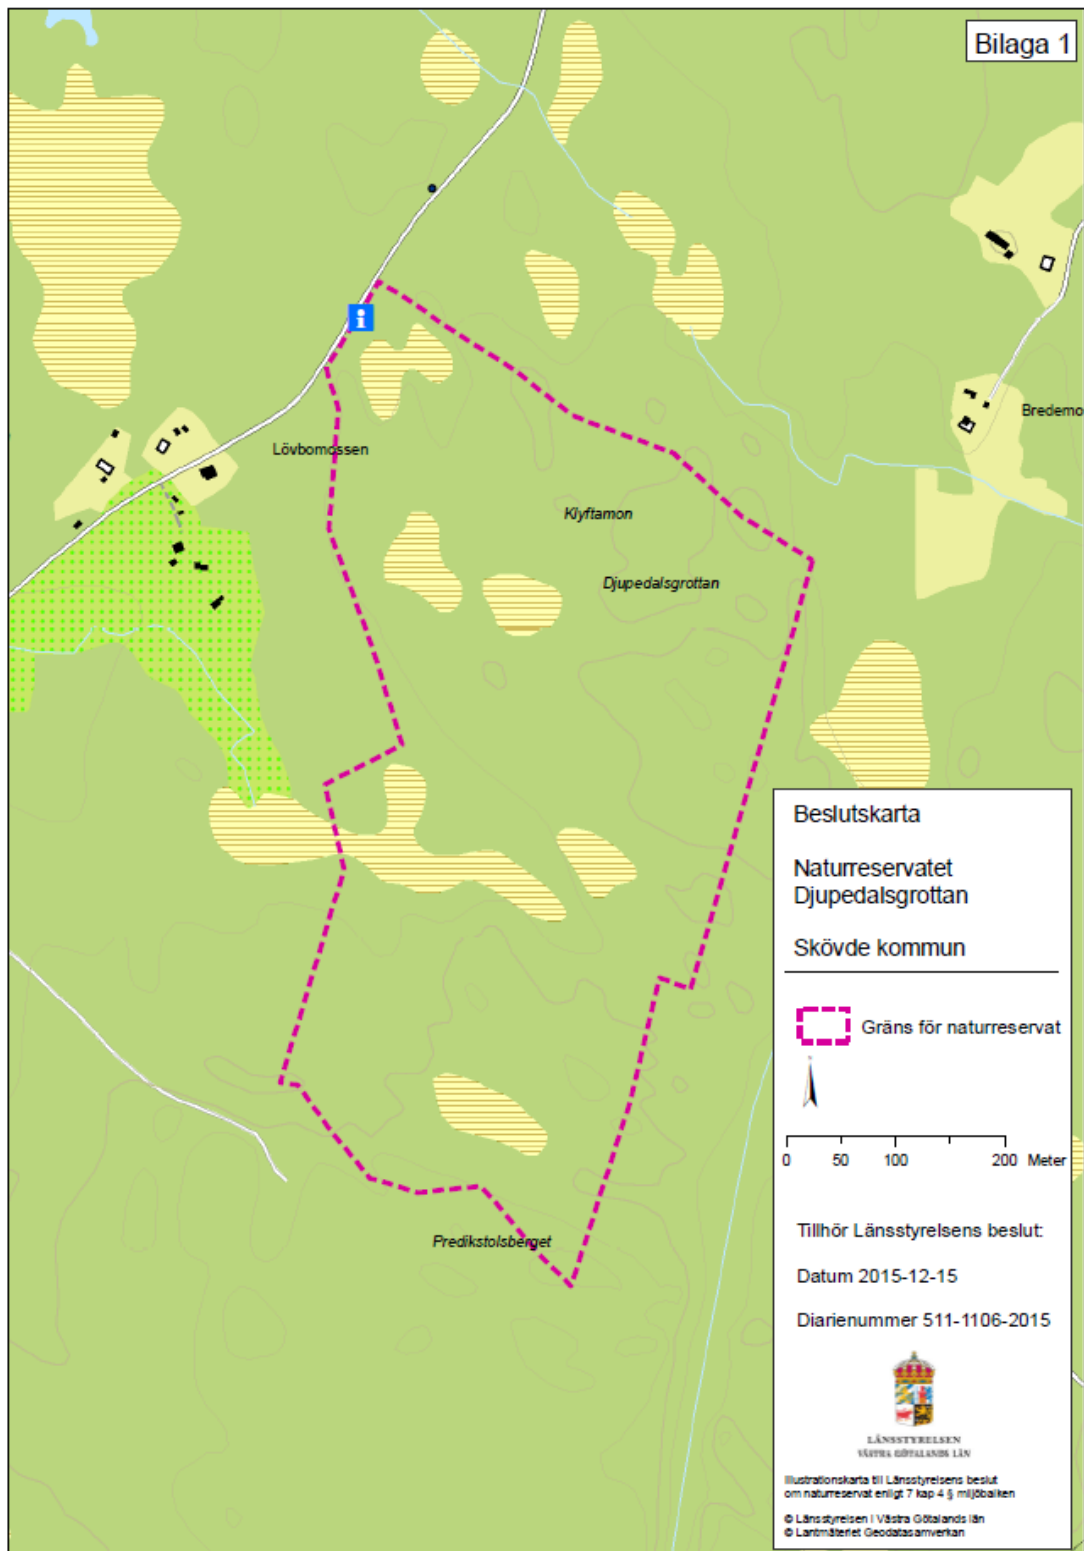 Bilaga 1
Lövbomossen
Bredemo
Klyftamon
Djupedalsgrottan
Predikstolsberget
Beslutskarta
Naturreservatet
Djupedalsgrottan
Skövde kommun
Gräns för naturreservat
0 50 100 200 Meter
Tillhör Länsstyrelsens beslut:
Datum 2015-12-15
Diarienummer 511-1106-2015
LÄNSSTYRELSEN
VÄSTRA GÖTALANDS LÄN
Illustrationskarta till Länsstyrelsens beslut
om naturreservat enligt 7 kap 4 § miljöbalken
© Länsstyrelsen i Västra Götalands län
© Lantmäteriet Geodatasamverkan